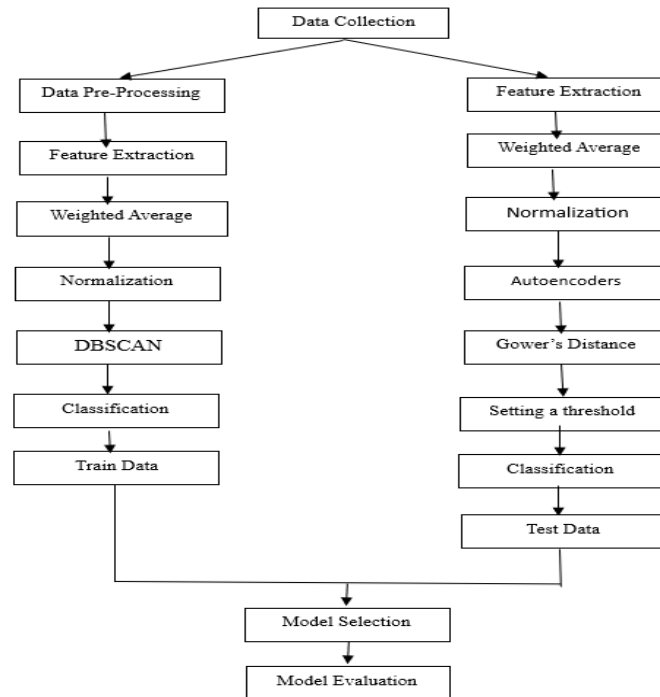 Data Collection
Data Pre-Processing
Feature Extraction
Weighted Average
Normalization
DBSCAN
Classification
Train Data
Feature Extraction
Weighted Average
Normalization
Autoencoders
Gower's Distance
Setting a threshold
Classification
Test Data
Model Selection
Model Evaluation